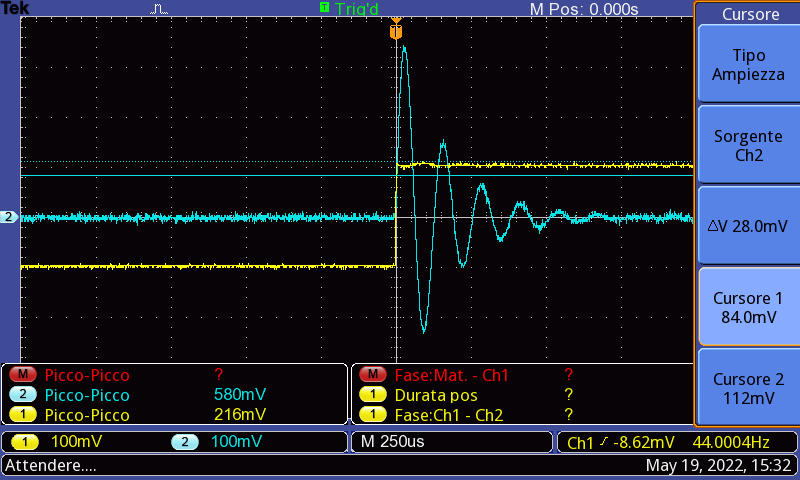 Tek T Trig'd M Pos: 0.000s
Cursore
Tipo
Ampiezza
Sorgente
Ch2
△V 28.0mV
Cursore 1
84.0mV
Cursore 2
112mV
T
2
M Picco-Picco ?
2 Picco-Picco 580mV
1 Picco-Picco 216mV
M Fase:Mat. - Ch1 ?
1 Durata pos ?
1 Fase:Ch1 - Ch2 ?
1 100mV 2 100mV M 250us Ch1 -8.62mV 44.0004Hz
Attendere.... May 19, 2022, 15:32